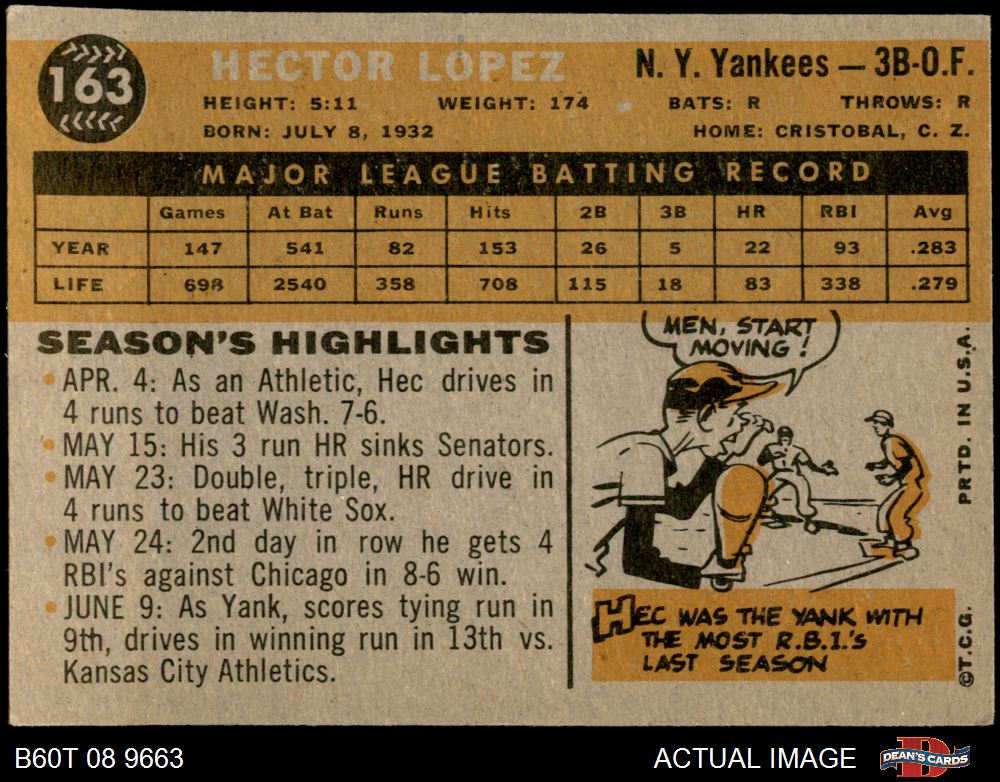 163
HECTOR LOPEZ
N. Y. Yankees — 3B-O.F.
HEIGHT: 5:11 WEIGHT: 174 BATS: R THROWS: R
BORN: JULY 8, 1932 HOME: CRISTOBAL, C. Z.
MAJOR LEAGUE BATTING RECORD
Games At Bat Runs Hits 2B 3B HR RBI Avg
YEAR 147 541 82 153 26 5 22 93 .283
LIFE 698 2540 358 708 115 18 83 338 .279
SEASON'S HIGHLIGHTS
• APR. 4: As an Athletic, Hec drives in
4 runs to beat Wash. 7-6.
• MAY 15: His 3 run HR sinks Senators.
• MAY 23: Double, triple, HR drive in
4 runs to beat White Sox.
• MAY 24: 2nd day in row he gets 4
RBI's against Chicago in 8-6 win.
• JUNE 9: As Yank, scores tying run in
9th, drives in winning run in 13th vs.
Kansas City Athletics.
MEN, START
MOVING!
HEC WAS THE YANK WITH
THE MOST R.B.I.'S
LAST SEASON
PRTD. IN U.S.A.
©T.C.G.
B60T 08 9663
ACTUAL IMAGE
DEAN'S CARDS